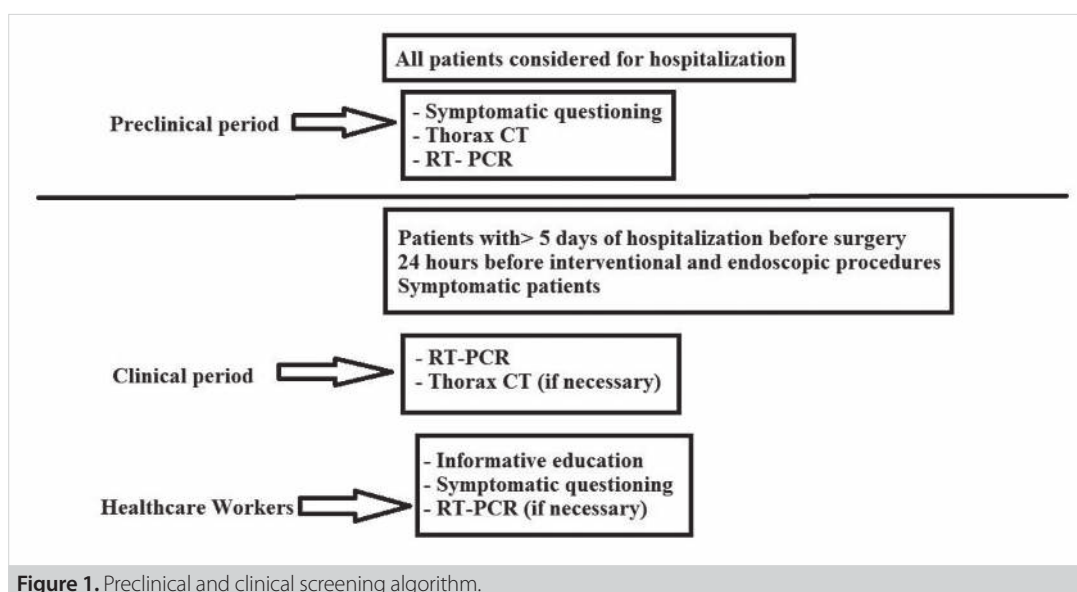 All patients considered for hospitalization
Preclinical period
- Symptomatic questioning
- Thorax CT
- RT- PCR
Patients with> 5 days of hospitalization before surgery
24 hours before interventional and endoscopic procedures
Symptomatic patients
Clinical period
- RT-PCR
- Thorax CT (if necessary)
Healthcare Workers
- Informative education
- Symptomatic questioning
- RT-PCR (if necessary)
Figure 1. Preclinical and clinical screening algorithm.